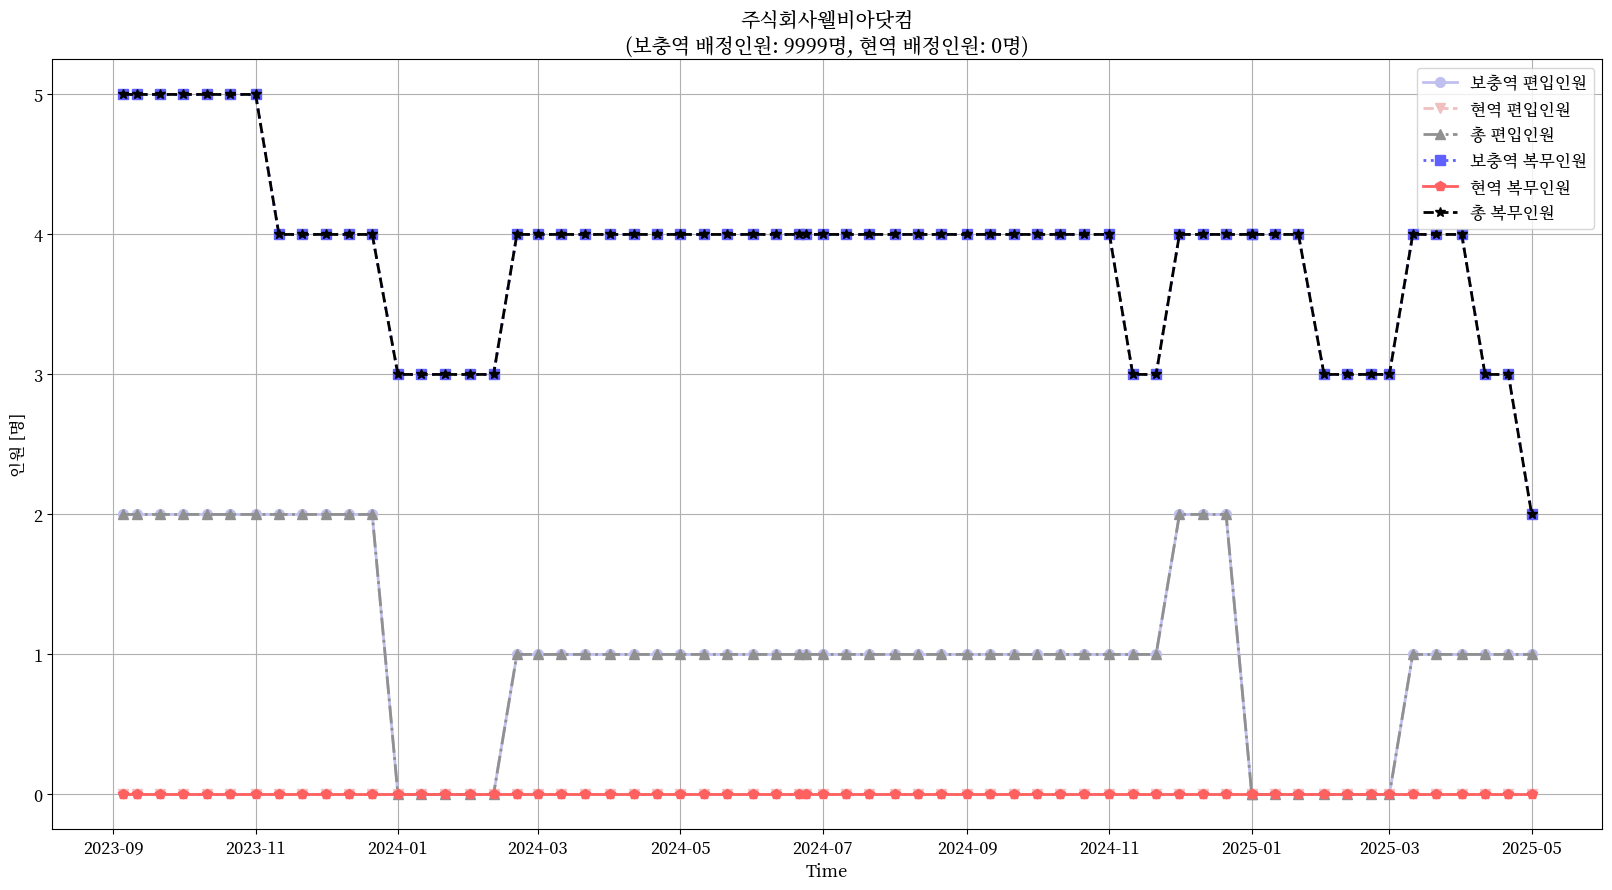 주식회사웰비아닷컴
(보충역 배정인원: 9999명, 현역 배정인원: 0명)
보충역 편입인원
현역 편입인원
총 편입인원
보충역 복무인원
현역 복무인원
총 복무인원
인원 [명]
5
4
3
2
1
0
2023-09 2023-11 2024-01 2024-03 2024-05 2024-07 2024-09 2024-11 2025-01 2025-03 2025-05
Time